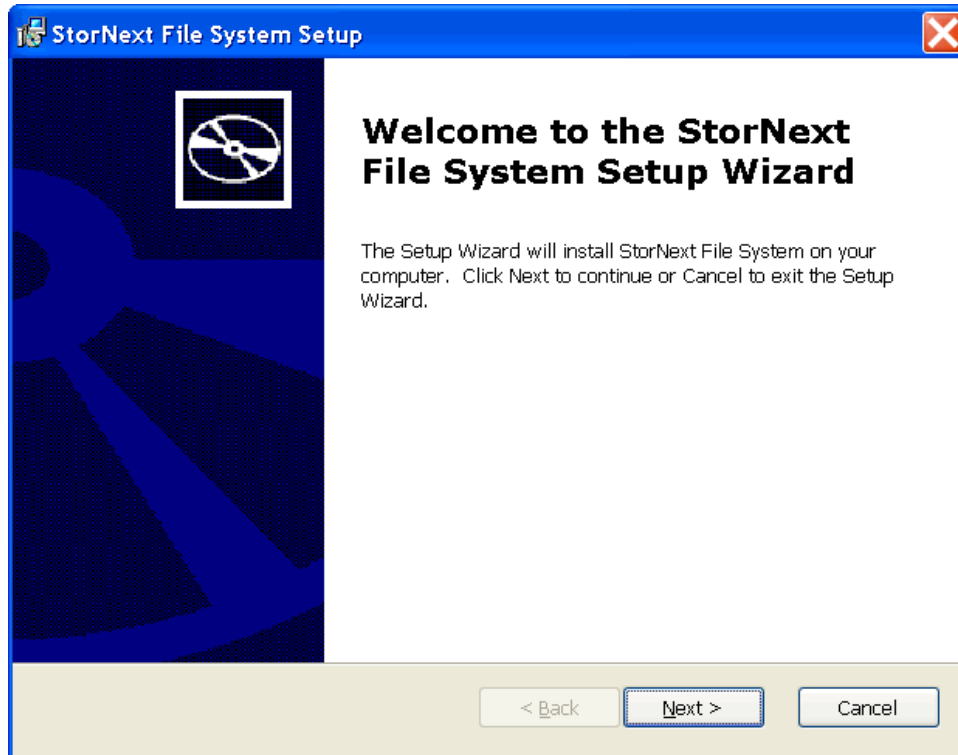 StorNext File System Setup
Welcome to the StorNext
File System Setup Wizard
The Setup Wizard will install StorNext File System on your
computer.  Click Next to continue or Cancel to exit the Setup
Wizard.
< Back
Next >
Cancel